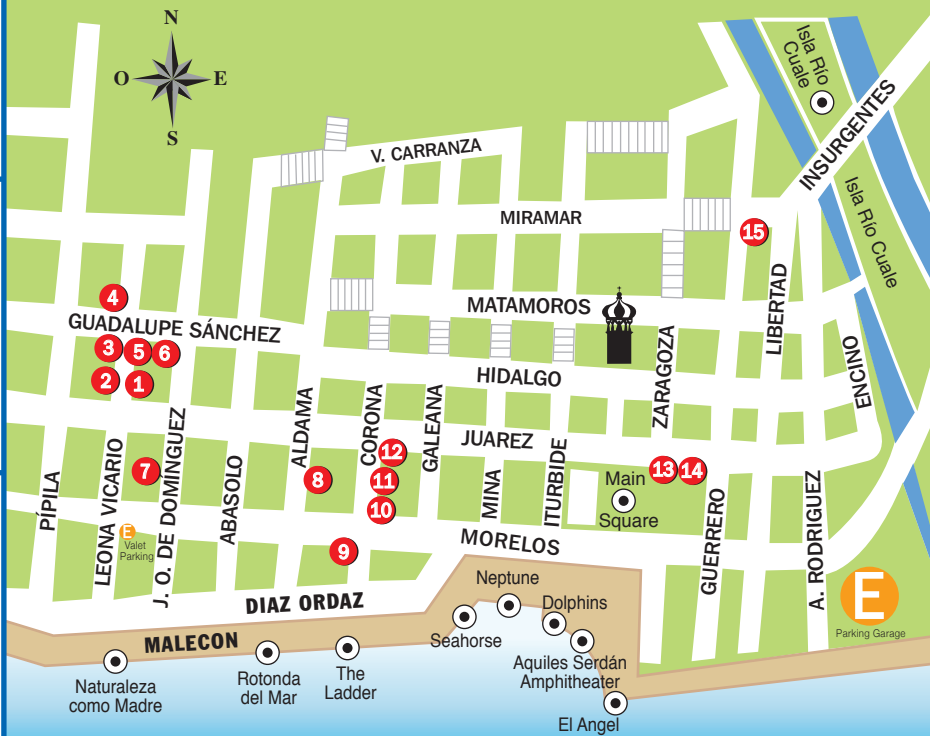 N
O
E
S
Isla Río
Cuale
INSURGENTES
V. CARRANZA
Isla Río Cuale
MIRAMAR
15
LIBERTAD
4
MATAMOROS
GUADALUPE SÁNCHEZ
3
5
6
ZARAGOZA
ENCINO
2
1
HIDALGO
ALDAMA
CORONA
GALEANA
JUAREZ
12
LEONA VICARIO
7
J. O. DE DOMÍNGUEZ
ABASOLO
8
11
10
PÍPILA
MINA
ITURBIDE
Main
Square
13
14
GUERRERO
A. RODRIGUEZ
E
Valet
Parking
9
MORELOS
DIAZ ORDAZ
MALECON
Neptune
Seahorse
Dolphins
Aquiles Serdán
Amphitheater
El Angel
E
Parking Garage
Naturaleza
como Madre
Rotonda
del Mar
The
Ladder